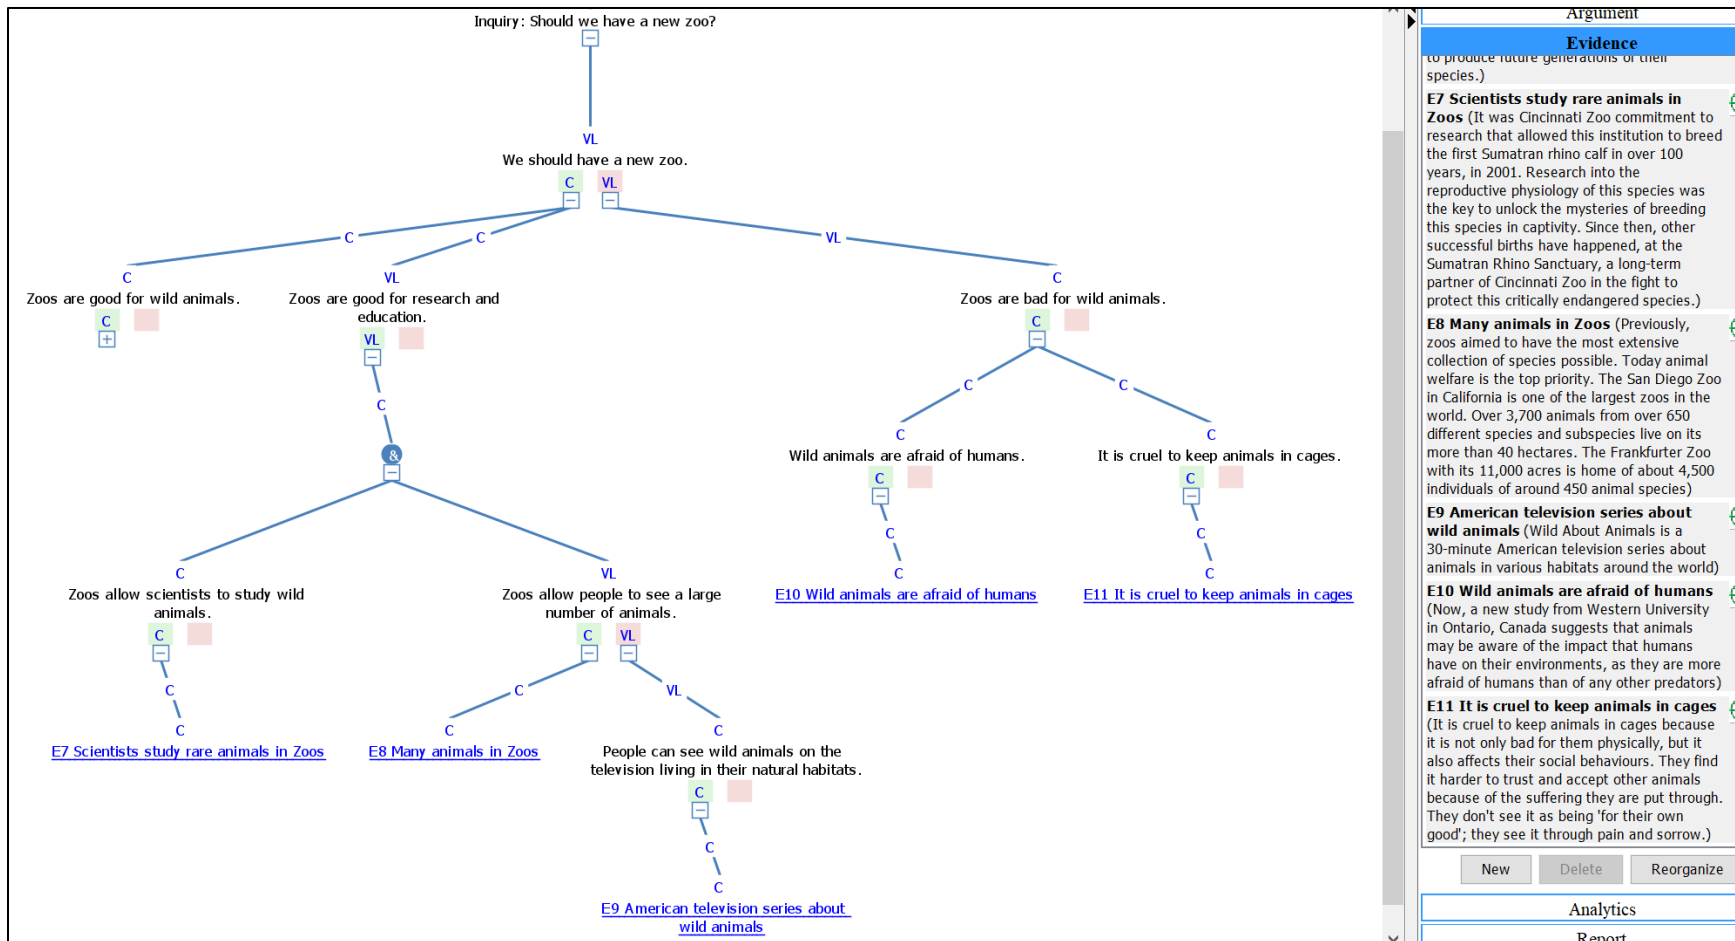 Inquiry: Should we have a new zoo?
VL
We should have a new zoo.
C VL
C C VL
C VL C
Zoos are good for wild animals. Zoos are good for research and Zoos are bad for wild animals.
education.
C C
VL
C C C
C C
& Wild animals are afraid of humans. It is cruel to keep animals in cages.
C C
C C
C VL C C
Zoos allow scientists to study wild Zoos allow people to see a large E10 Wild animals are afraid of humans E11 It is cruel to keep animals in cages
animals. number of animals.
C C VL
C C VL
C C C
E7 Scientists study rare animals in Zoos E8 Many animals in Zoos People can see wild animals on the
television living in their natural habitats.
C
C
C
E9 American television series about
wild animals
Argument
Evidence
to produce future generations of their
species.)
E7 Scientists study rare animals in
Zoos (It was Cincinnati Zoo commitment to
research that allowed this institution to breed
the first Sumatran rhino calf in over 100
years, in 2001. Research into the
reproductive physiology of this species was
the key to unlock the mysteries of breeding
this species in captivity. Since then, other
successful births have happened, at the
Sumatran Rhino Sanctuary, a long-term
partner of Cincinnati Zoo in the fight to
protect this critically endangered species.)
E8 Many animals in Zoos (Previously,
zoos aimed to have the most extensive
collection of species possible. Today animal
welfare is the top priority. The San Diego Zoo
in California is one of the largest zoos in the
world. Over 3,700 animals from over 650
different species and subspecies live on its
more than 40 hectares. The Frankfurter Zoo
with its 11,000 acres is home of about 4,500
individuals of around 450 animal species)
E9 American television series about
wild animals (Wild About Animals is a
30-minute American television series about
animals in various habitats around the world)
E10 Wild animals are afraid of humans
(Now, a new study from Western University
in Ontario, Canada suggests that animals
may be aware of the impact that humans
have on their environments, as they are more
afraid of humans than of any other predators)
E11 It is cruel to keep animals in cages
(It is cruel to keep animals in cages because
it is not only bad for them physically, but it
also affects their social behaviours. They find
it harder to trust and accept other animals
because of the suffering they are put through.
They don't see it as being 'for their own
good'; they see it through pain and sorrow.)
New Delete Reorganize
Analytics
Report